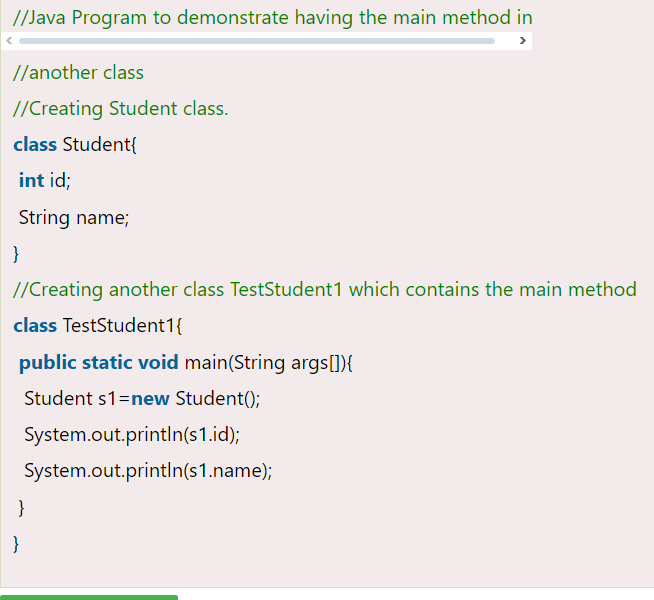 //Java Program to demonstrate having the main method in
//another class
//Creating Student class.
class Student{
int id;
String name;
}
//Creating another class TestStudent1 which contains the main method
class TestStudent1{
public static void main(String args[]){
Student s1=new Student();
System.out.println(s1.id);
System.out.println(s1.name);
}
}